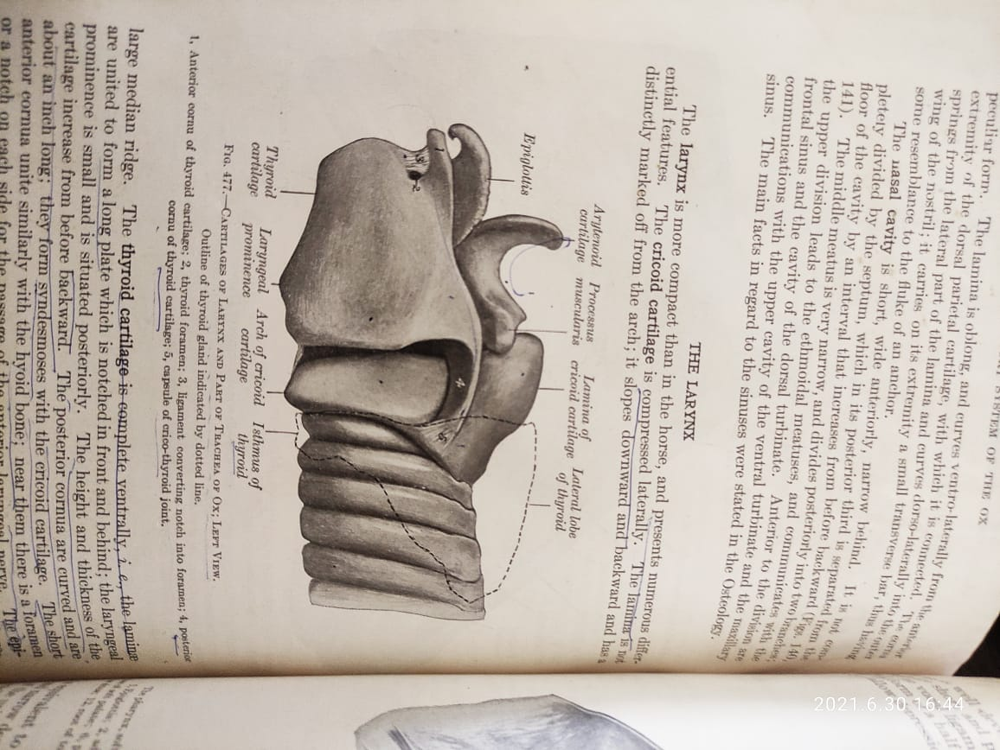 SYSTEM OF THE OX
peculiar form. The lamina is oblong, and curves ventro-laterally from the
extremity of the dorsal parietal cartilage, with which it is connected. The
springs from the lateral part of the lamina and curves dorso-laterally into the
wing of the nostril; it carries on its extremity a small transverse bar, thus having
some resemblance to the fluke of an anchor.
The nasal cavity is short, wide anteriorly, narrow behind. It is not
pletely divided by the septum, which in its posterior third is separated from the
floor of the cavity by an interval that increases from before backward (Figs. 140,
141). The middle meatus is very narrow, and divides posteriorly into two branches;
the upper division leads to the ethmoidal meatuses, and communicates with the
frontal sinus and the cavity of the dorsal turbinate. Anterior to the division are
communications with the upper cavity of the ventral turbinate and the maxillary
sinus. The main facts in regard to the sinuses were stated in the Osteology.
THE LARYNX
The larynx is more compact than in the horse, and presents numerous differ-
ential features. The cricoid cartilage is compressed laterally. The lamina is not
distinctly marked off from the arch; it slopes downward and backward and has a
Epiglottis
Arytenoid cartilage
Processus muscularis
Lamina of cricoid cartilage
Lateral lobe of thyroid
1
3
2
4
5
Thyroid cartilage
Laryngeal prominence
Arch of cricoid cartilage
Isthmus of thyroid
FIG. 477.—CARTILAGES OF LARYNX AND PART OF TRACHEA OF OX; LEFT VIEW.
Outline of thyroid gland indicated by dotted line.
1, Anterior cornu of thyroid cartilage; 2, thyroid foramen; 3, ligament converting notch into foramen; 4, posterior
cornu of thyroid cartilage; 5, capsule of crico-thyroid joint.
large median ridge. The thyroid cartilage is complete ventrally, i. e., the laminæ
are united to form a long plate which is notched in front and behind; the laryngeal
prominence is small and is situated posteriorly. The height and thickness of the
cartilage increase from before backward. The posterior cornua are curved and are
about an inch long; they form syndesmoses with the cricoid cartilage. The short
anterior cornua unite similarly with the hyoid bone; near them there is a foramen
or a notch on each side for the passage of the anterior laryngeal nerve. The epi-
2021.6.30 16:44